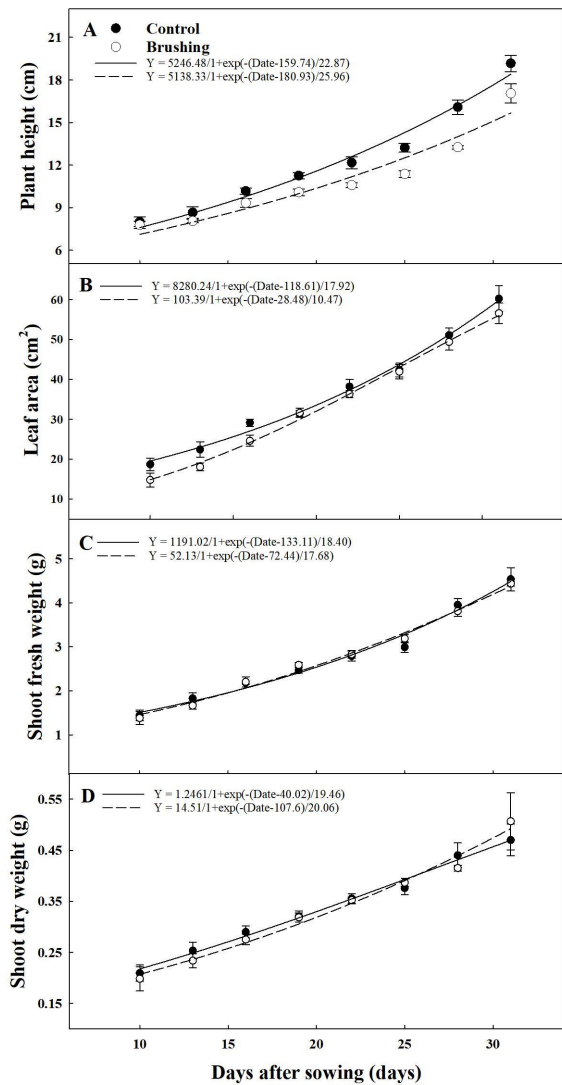 A
Control
Brushing
Y = 5246.48/1+exp(-(Date-159.74)/22.87
Y = 5138.33/1+exp(-(Date-180.93)/25.96
Plant height (cm)
21
18
15
12
9
6
B
Y = 8280.24/1+exp(-(Date-118.61)/17.92
Y = 103.39/1+exp(-(Date-28.48)/10.47
Leaf area (cm²)
60
50
40
30
20
10
C
Y = 1191.02/1+exp(-(Date-133.11)/18.40
Y = 52.13/1+exp(-(Date-72.44)/17.68
Shoot fresh weight (g)
5
4
3
2
1
D
Y = 1.2461/1+exp(-(Date-40.02)/19.46
Y = 14.51/1+exp(-(Date-107.6)/20.06
Shoot dry weight (g)
0.55
0.45
0.35
0.25
0.15
10 15 20 25 30
Days after sowing (days)